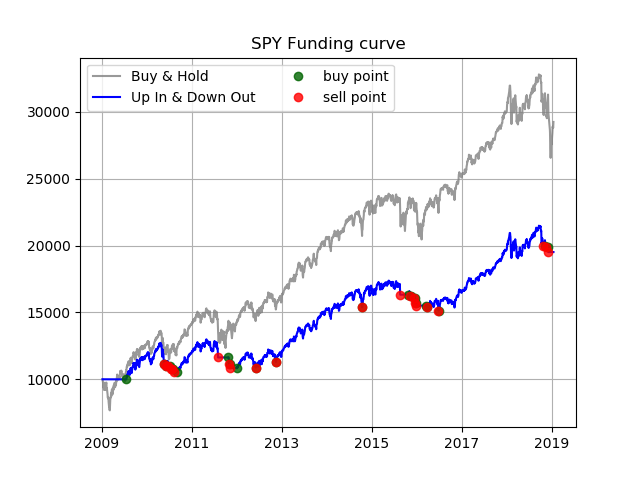 SPY Funding curve
Buy & Hold
Up In & Down Out
buy point
sell point
30000
25000
20000
15000
10000
2009 2011 2013 2015 2017 2019